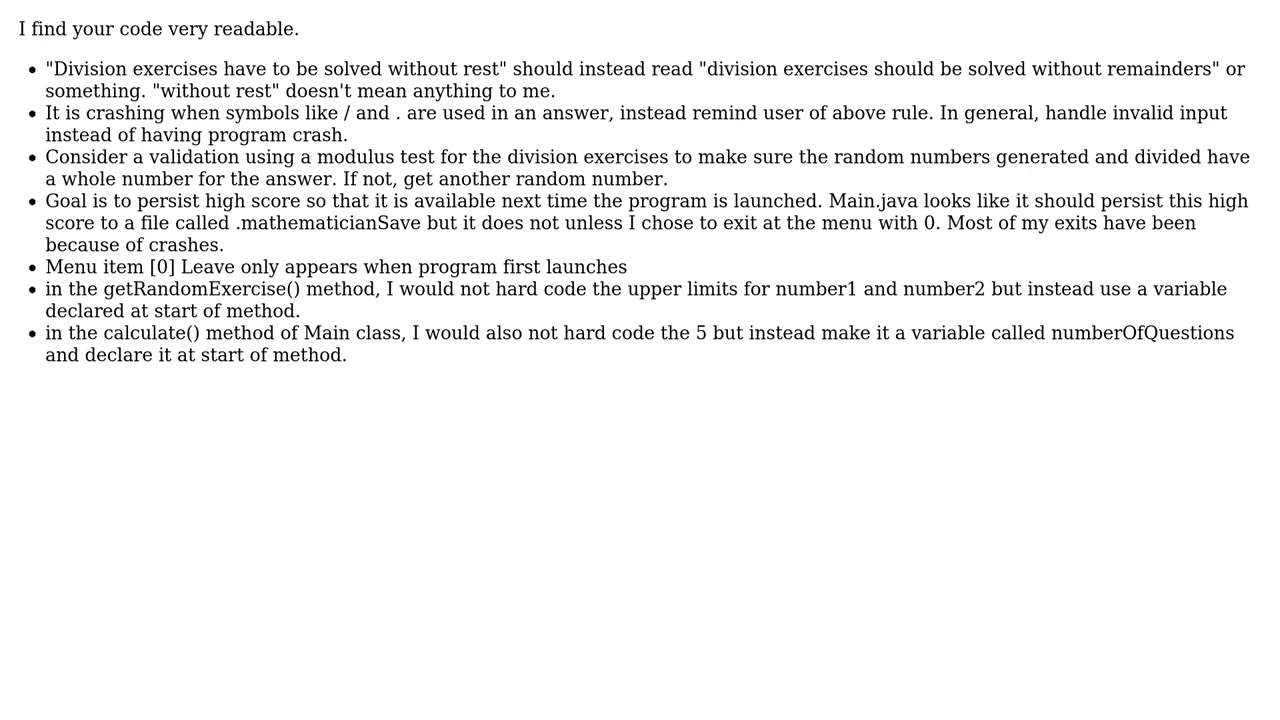 I find your code very readable.
• "Division exercises have to be solved without rest" should instead read "division exercises should be solved without remainders" or
something. "without rest" doesn't mean anything to me.
• It is crashing when symbols like / and . are used in an answer, instead remind user of above rule. In general, handle invalid input
instead of having program crash.
• Consider a validation using a modulus test for the division exercises to make sure the random numbers generated and divided have
a whole number for the answer. If not, get another random number.
• Goal is to persist high score so that it is available next time the program is launched. Main.java looks like it should persist this high
score to a file called .mathematicianSave but it does not unless I chose to exit at the menu with 0. Most of my exits have been
because of crashes.
• Menu item [0] Leave only appears when program first launches
• in the getRandomExercise() method, I would not hard code the upper limits for number1 and number2 but instead use a variable
declared at start of method.
• in the calculate() method of Main class, I would also not hard code the 5 but instead make it a variable called numberOfQuestions
and declare it at start of method.